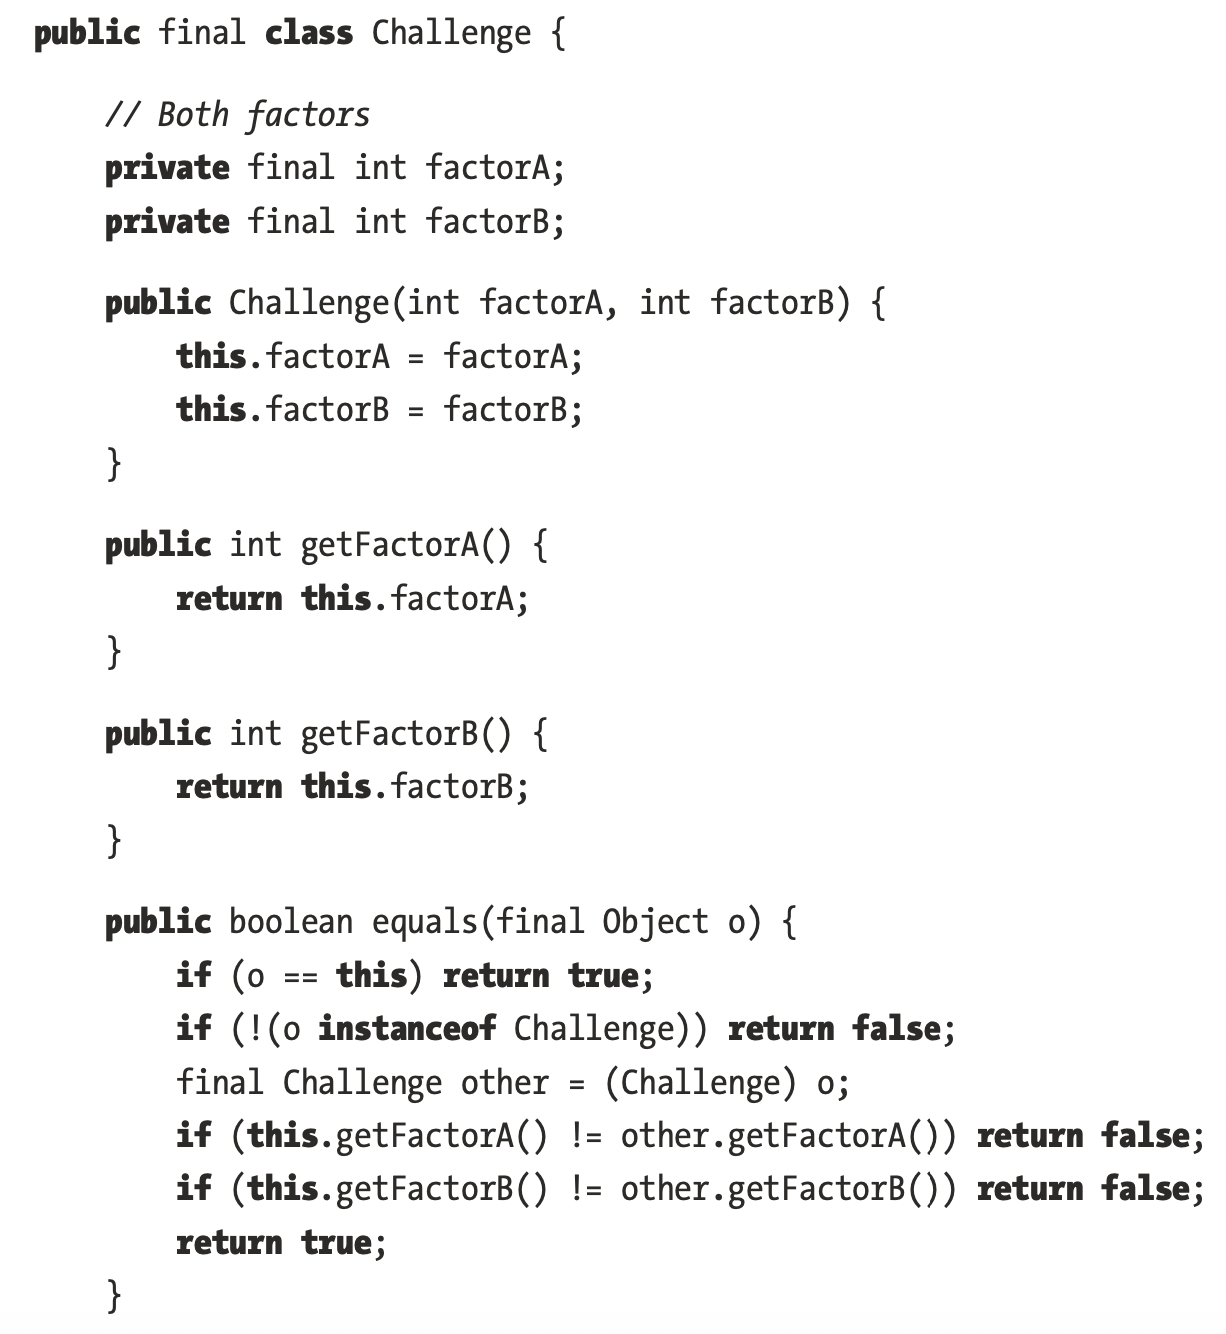 public final class Challenge {
// Both factors
private final int factorA;
private final int factorB;
public Challenge(int factorA, int factorB) {
this.factorA = factorA;
this.factorB = factorB;
}
public int getFactorA() {
return this.factorA;
}
public int getFactorB() {
return this.factorB;
}
public boolean equals(final Object o) {
if (o == this) return true;
if (!(o instanceof Challenge)) return false;
final Challenge other = (Challenge) o;
if (this.getFactorA() != other.getFactorA()) return false;
if (this.getFactorB() != other.getFactorB()) return false;
return true;
}